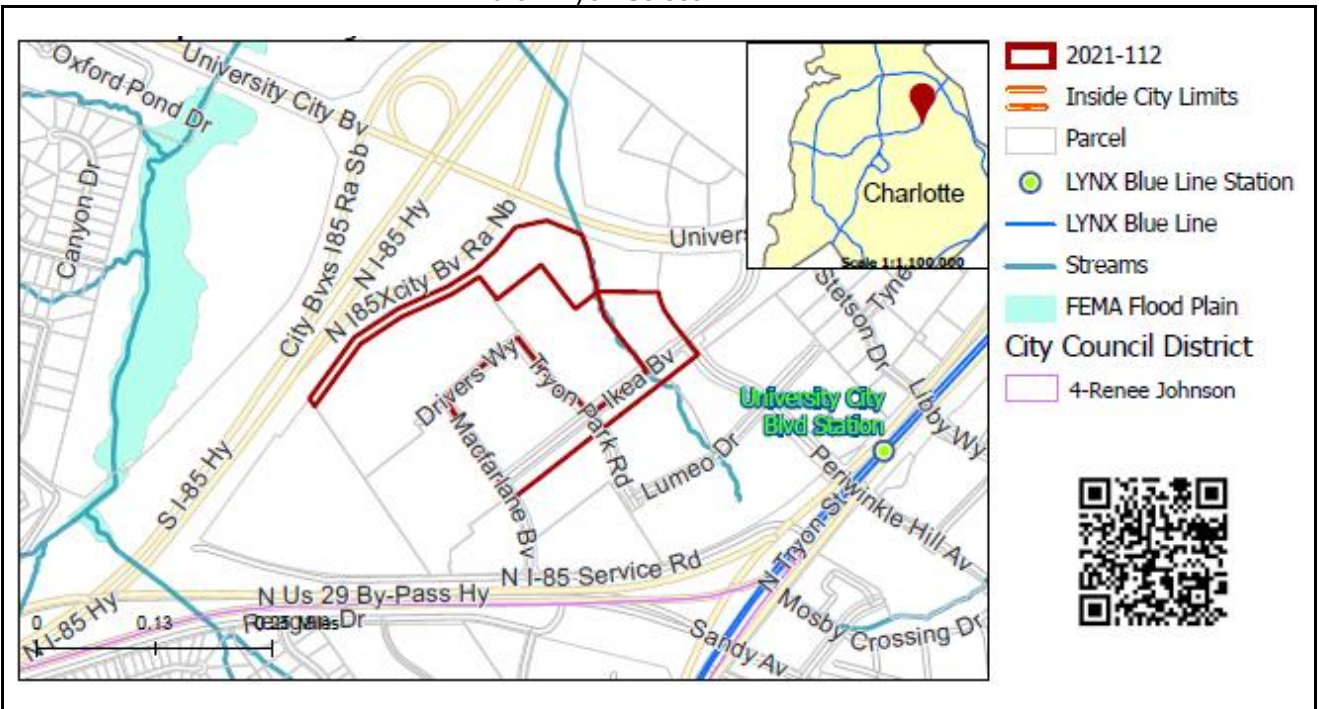 University City Bv
Oxford Pond Dr
Canyon Dr
City Bvxs I85 Ra Sb
N I-85 Hy
N I85Xcity Bv Ra Nb
Univer
Charlotte
Scale 1:1,100,000
Stetson Dr
Tyne
Drivers Wy
Tryon Park Rd
Ikea Bv
Macfarlane Bv
Lumeo Dr
University City
Blvd Station
Libby Wy
Periwinkle Hill Av
S I-85 Hy
N Tryon St
N I-85 Service Rd
N Us 29 By-Pass Hy
Mosby Crossing Dr
Sandy Av
N I-85 Hy
0 0.13 0.25 Miles
2021-112
Inside City Limits
Parcel
LYNX Blue Line Station
LYNX Blue Line
Streams
FEMA Flood Plain
City Council District
4-Renee Johnson